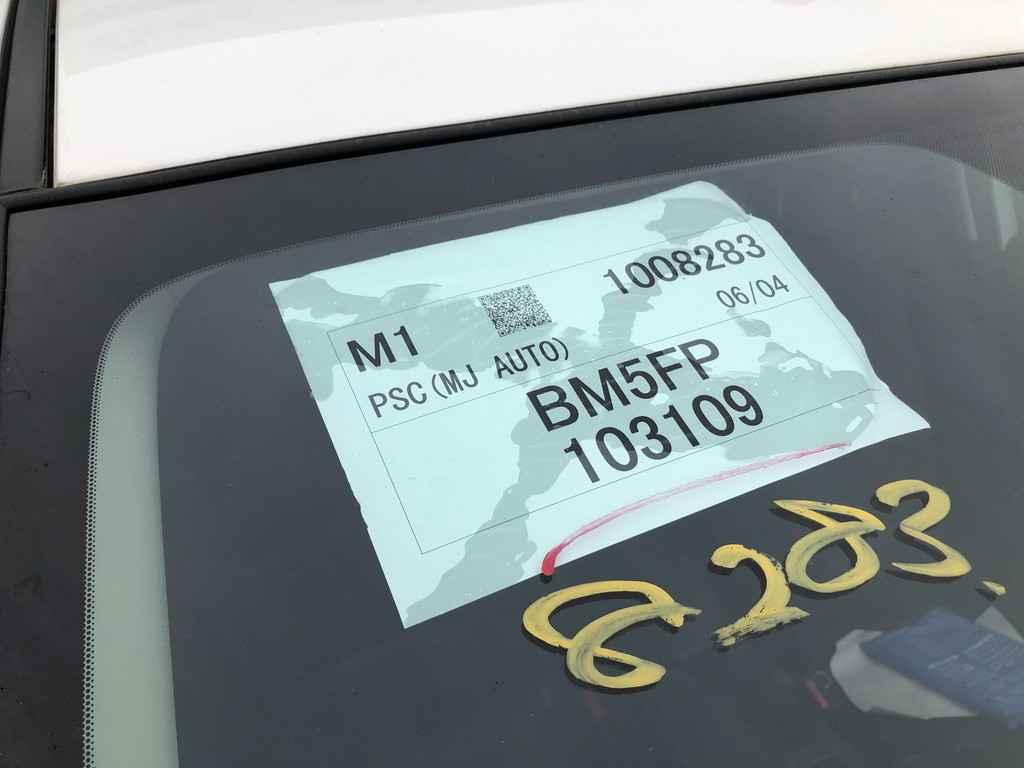 1008283
06/04
M1
PSC(MJ AUTO)
BM5FP
103109
8283